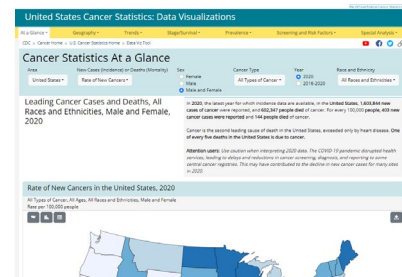 United States Cancer Statistics: Data Visualizations
At a Glance Geography Trends Stage/Survival Prevalence Screening and Risk Factors Special Analysis
CDC > Cancer Home > U.S. Cancer Statistics Home > Data Viz Tool
Cancer Statistics At a Glance
Area New Cases (Incidence) or Deaths (Mortality) Sex Cancer Type Year Race and Ethnicity
United States Rate of New Cancers Female All Types of Cancer 2020 All Races and Ethnicities
Male 2016-2020
Male and Female
Leading Cancer Cases and Deaths, All
Races and Ethnicities, Male and Female,
2020
In 2020, the latest year for which incidence data are available, in the United States, 1,603,844 new
cases of cancer were reported, and 602,347 people died of cancer. For every 100,000 people, 403 new
cancer cases were reported and 144 people died of cancer.
Cancer is the second leading cause of death in the United States, exceeded only by heart disease. One
of every five deaths in the United States is due to cancer.
Attention users: Use caution when interpreting 2020 data. The COVID-19 pandemic disrupted health
services, leading to delays and reductions in cancer screening, diagnosis, and reporting to some
central cancer registries. This may have contributed to the decline in new cancer cases for many sites
in 2020.
Rate of New Cancers in the United States, 2020
All Types of Cancer, All Ages, All Races and Ethnicities, Male and Female
Rate per 100,000 people